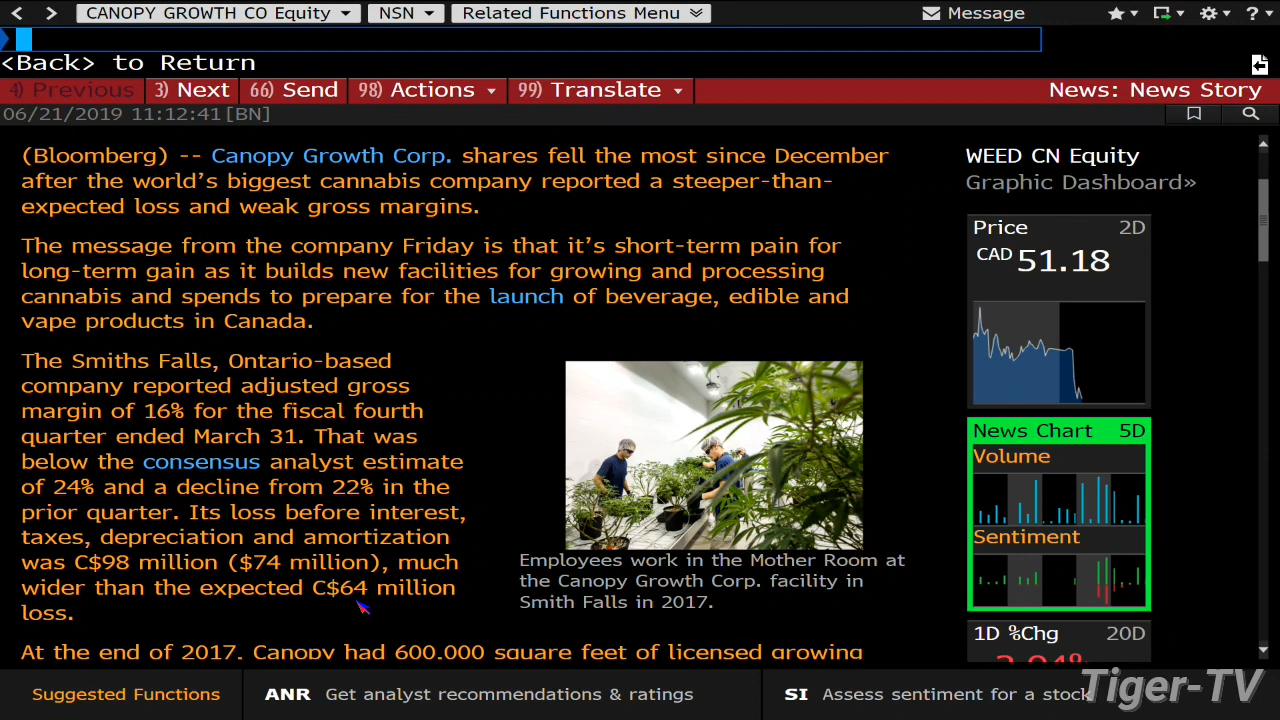 CANOPY GROWTH CO Equity NSN Related Functions Menu Message ?
<Back> to Return
4) Previous 3) Next 66) Send 98) Actions 99) Translate News: News Story
06/21/2019 11:12:41[BN]
(Bloomberg) -- Canopy Growth Corp. shares fell the most since December
after the world's biggest cannabis company reported a steeper-than-
expected loss and weak gross margins.
The message from the company Friday is that it's short-term pain for
long-term gain as it builds new facilities for growing and processing
cannabis and spends to prepare for the launch of beverage, edible and
vape products in Canada.
The Smiths Falls, Ontario-based
company reported adjusted gross
margin of 16% for the fiscal fourth
quarter ended March 31. That was
below the consensus analyst estimate
of 24% and a decline from 22% in the
prior quarter. Its loss before interest,
taxes, depreciation and amortization
was C$98 million ($74 million), much
wider than the expected C$64 million
loss.
Employees work in the Mother Room at
the Canopy Growth Corp. facility in
Smith Falls in 2017.
At the end of 2017, Canopy had 600,000 square feet of licensed growing
WEED CN Equity
Graphic Dashboard»
Price 2D
CAD 51.18
News Chart 5D
Volume
Sentiment
1D %Chg 20D
Suggested Functions ANR Get analyst recommendations & ratings SI Assess sentiment for a stock
Tiger-TV